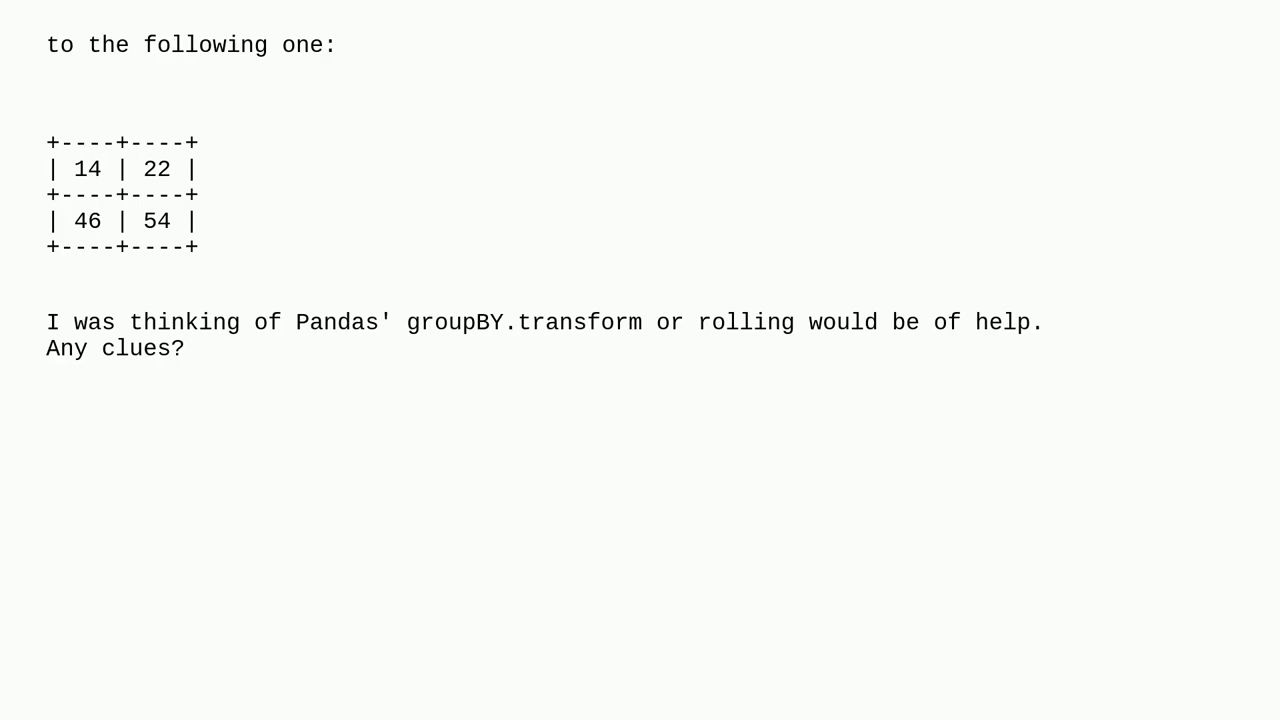 to the following one:
+----+----+
| 14 | 22 |
+----+----+
| 46 | 54 |
+----+----+
I was thinking of Pandas' groupBY.transform or rolling would be of help.
Any clues?